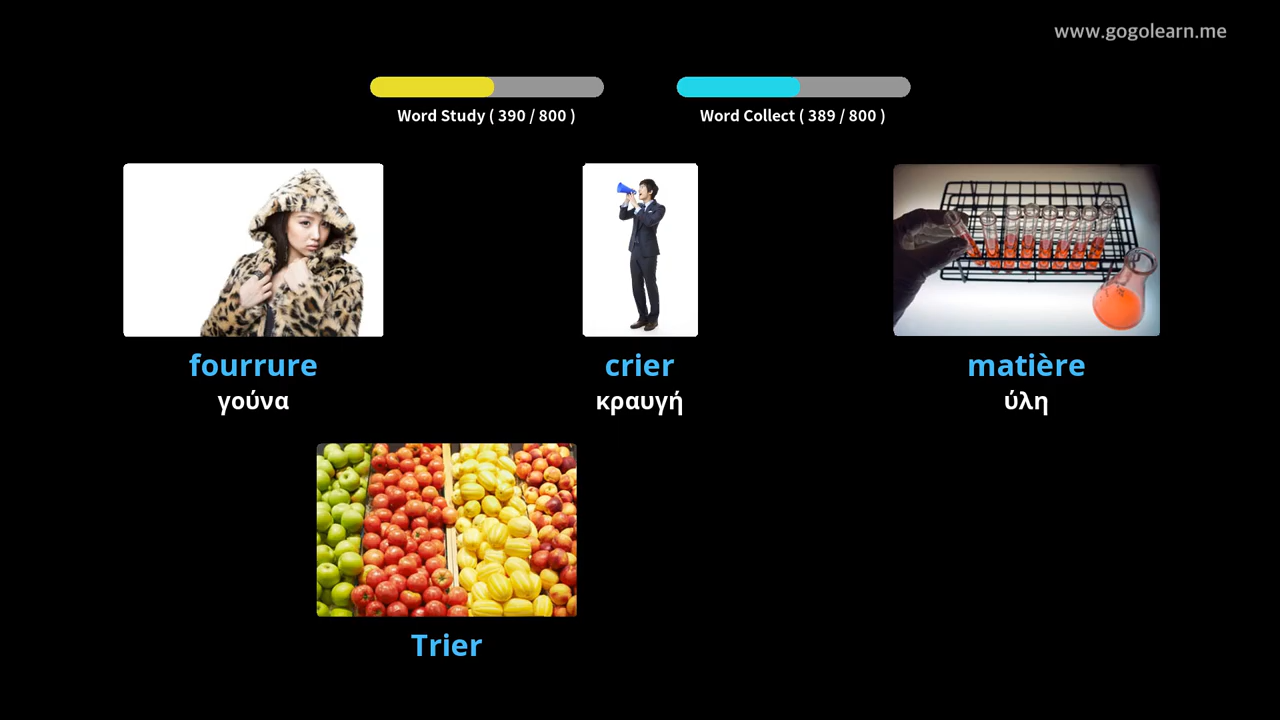 www.gogolearn.me
Word Study ( 390 / 800 )
Word Collect ( 389 / 800 )
fourrure
γούνα
crier
κραυγή
matière
ύλη
Trier